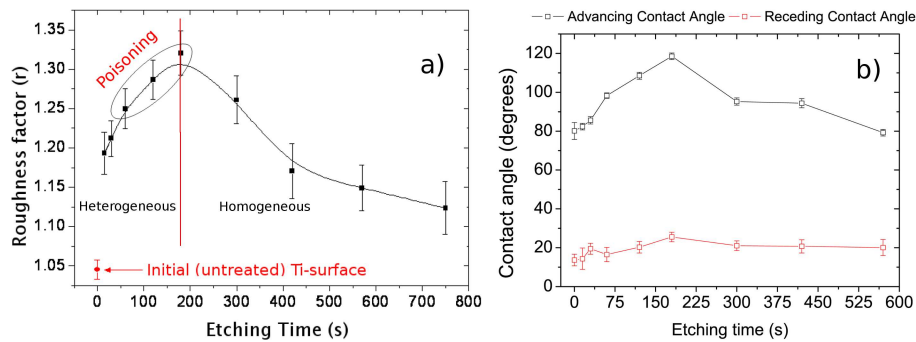 a)
Poisoning
Roughness factor (r)
1.35
1.30
1.25
1.20
1.15
1.10
1.05
Heterogeneous
Homogeneous
Initial (untreated) Ti-surface
0 100 200 300 400 500 600 700 800
Etching Time (s)
Advancing Contact Angle
Receding Contact Angle
b)
Contact angle (degrees)
120
100
80
60
40
20
0
0 75 150 225 300 375 450 525 600
Etching time (s)